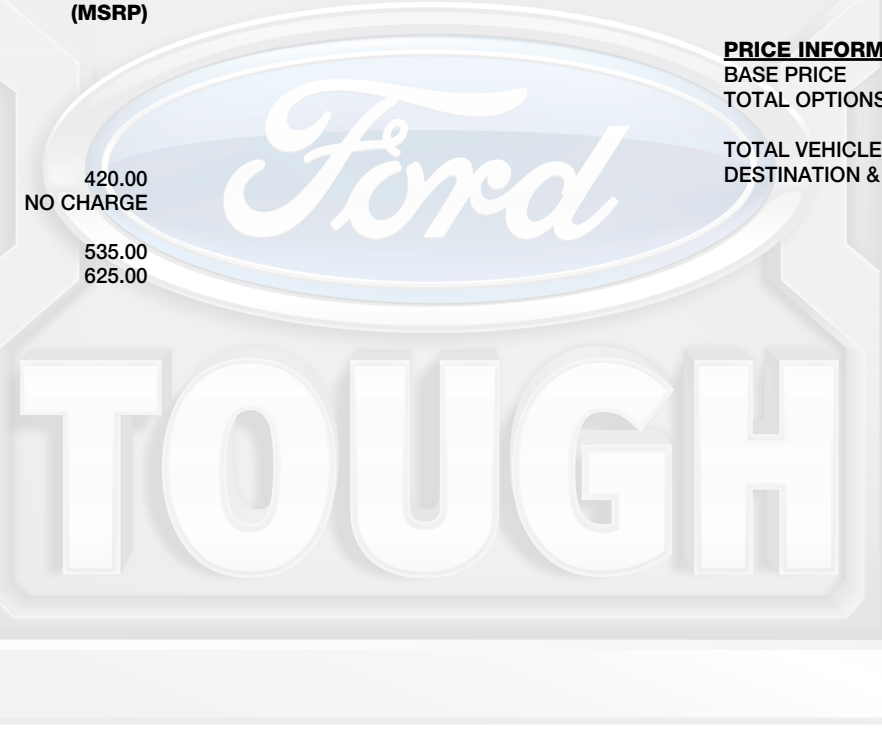 (MSRP)
420.00
NO CHARGE
535.00
625.00
PRICE INFORM
BASE PRICE
TOTAL OPTIONS
TOTAL VEHICLE
DESTINATION &
Ford
TOUGH